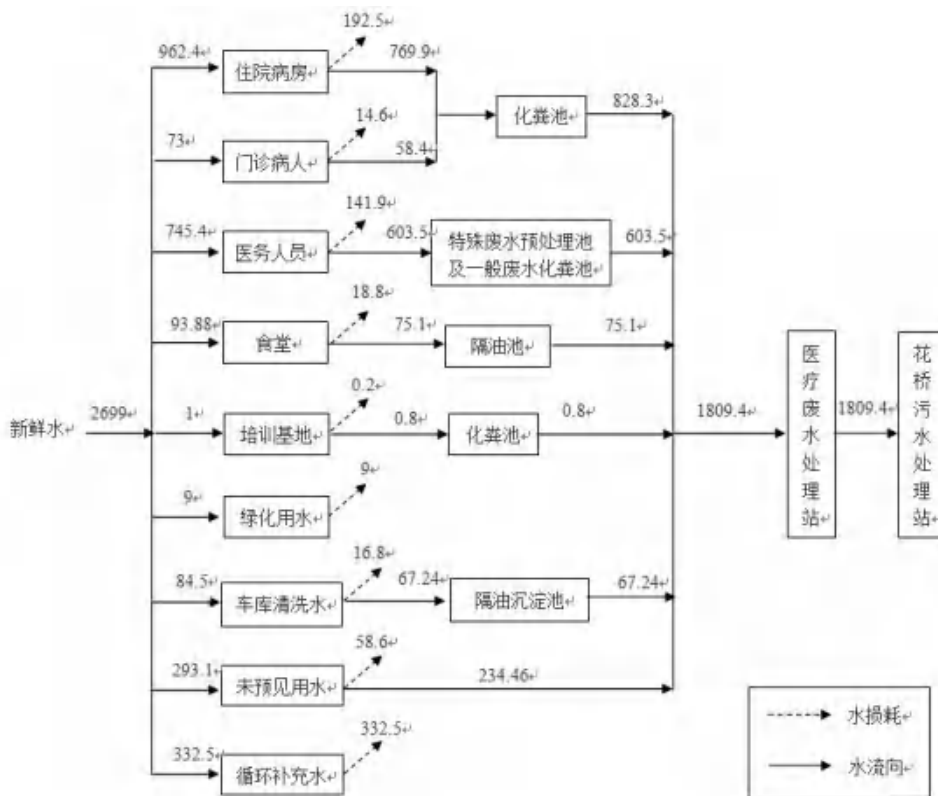 192.5
962.4
住院病房
769.9
化粪池
828.3
14.6
73
门诊病人
58.4
141.9
745.4
医务人员
603.5
特殊废水预处理池
及一般废水化粪池
603.5
18.8
93.88
食堂
75.1
隔油池
75.1
新鲜水
2699
0.2
1
培训基地
0.8
化粪池
0.8
1809.4
医疗废水处理站
1809.4
花桥污水处理站
9
9
绿化用水
16.8
84.5
车库清洗水
67.24
隔油沉淀池
67.24
58.6
293.1
未预见用水
234.46
332.5
332.5
循环补充水
水损耗
水流向